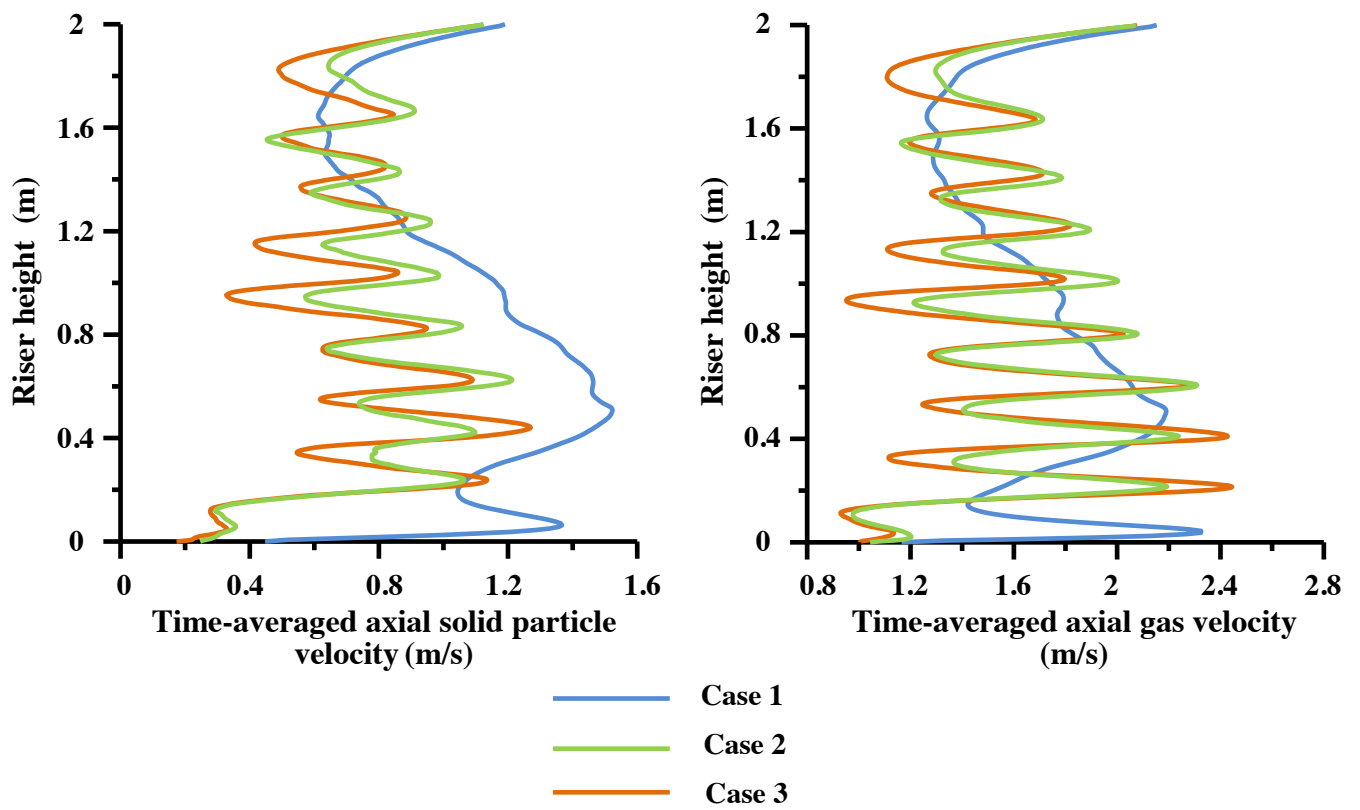 2
1.6
1.2
0.8
0.4
0
Riser height (m)
0
0.4
0.8
1.2
1.6
Time-averaged axial solid particle
velocity (m/s)
2
1.6
1.2
0.8
0.4
0
Riser height (m)
0.8
1.2
1.6
2
2.4
2.8
Time-averaged axial gas velocity
(m/s)
Case 1
Case 2
Case 3